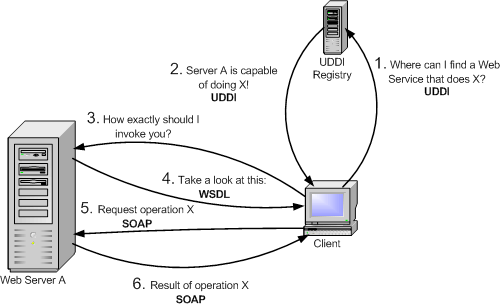 UDDI
Registry
1. Where can I find a Web
Service that does X?
UDDI
2. Server A is capable
of doing X!
UDDI
3. How exactly should I
invoke you?
4. Take a look at this:
WSDL
5. Request operation X
SOAP
Client
Web Server A
6. Result of operation X
SOAP